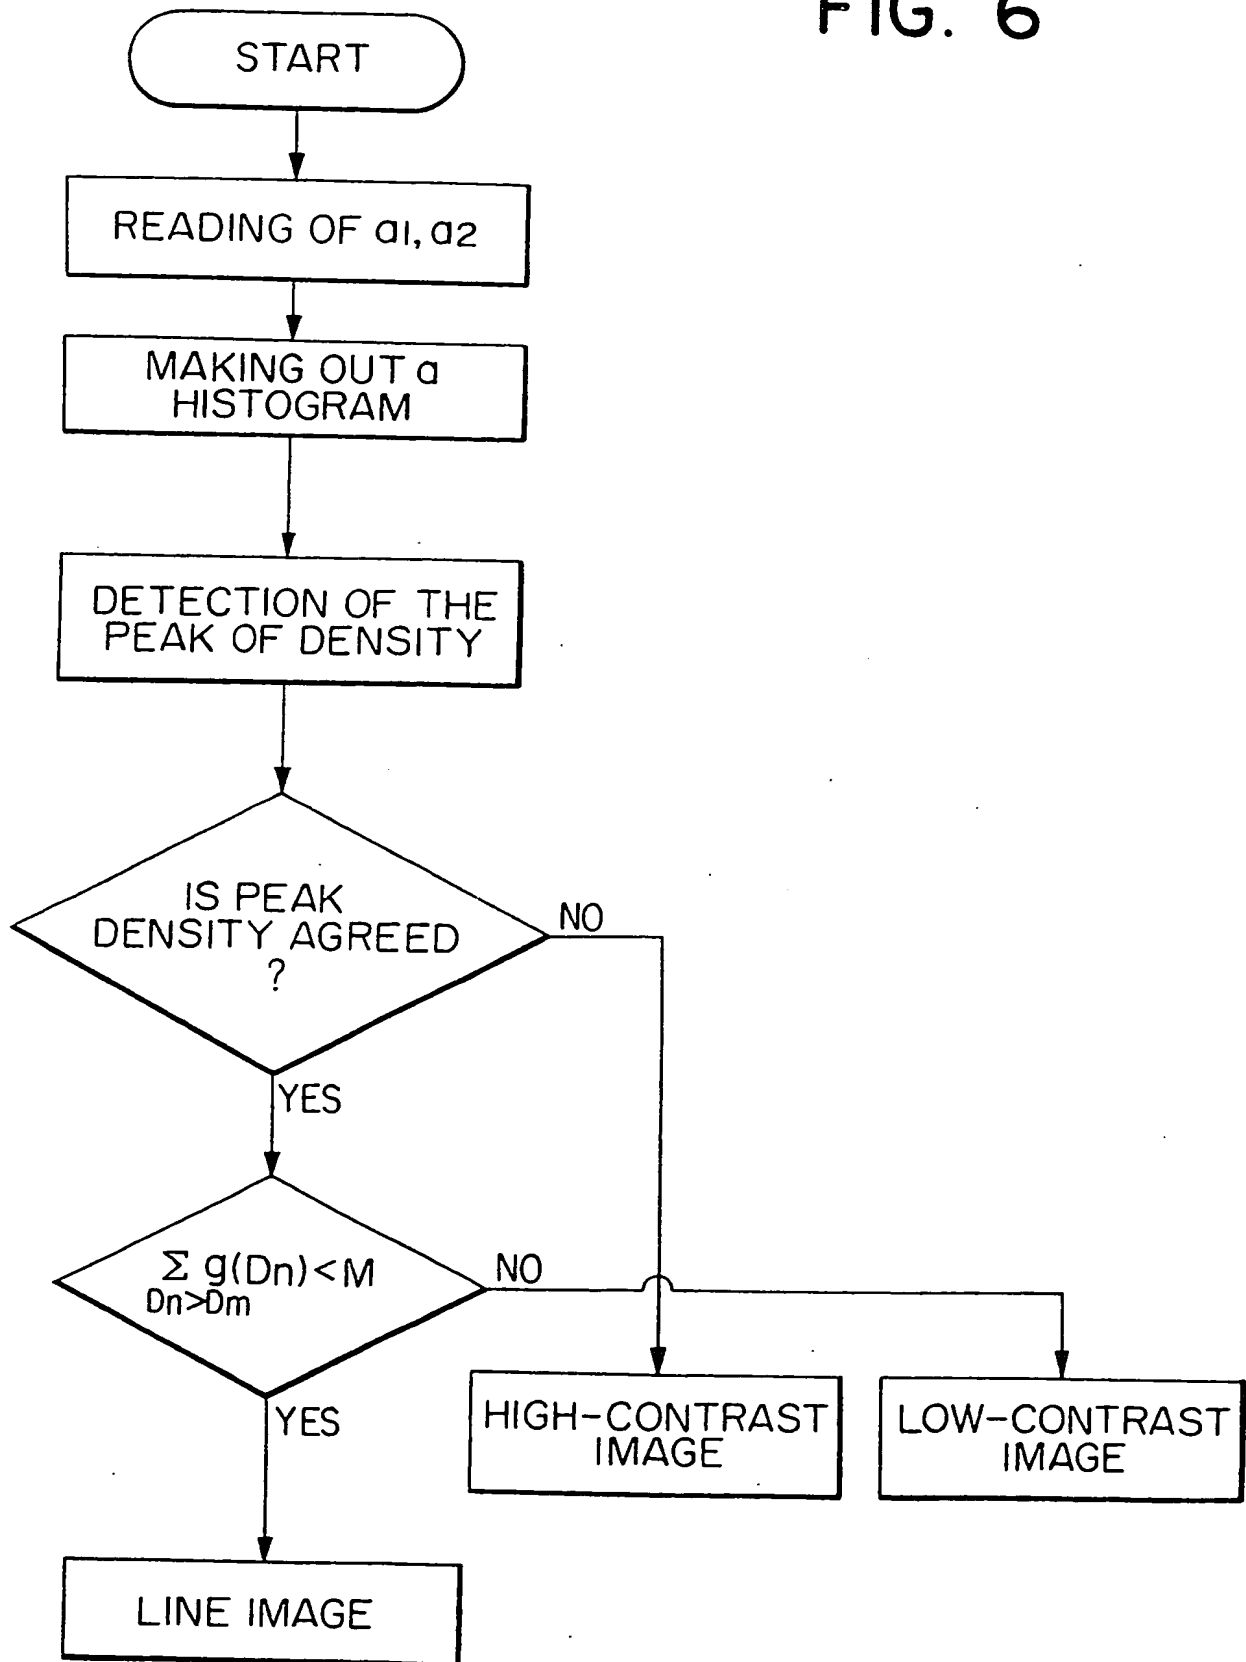 FIG. 6
START
READING OF a1, a2
MAKING OUT a
HISTOGRAM
DETECTION OF THE
PEAK OF DENSITY
IS PEAK
DENSITY AGREED
?
NO
YES
Σ g(Dn)<M
Dn>Dm
NO
YES
HIGH-CONTRAST
IMAGE
LOW-CONTRAST
IMAGE
LINE IMAGE